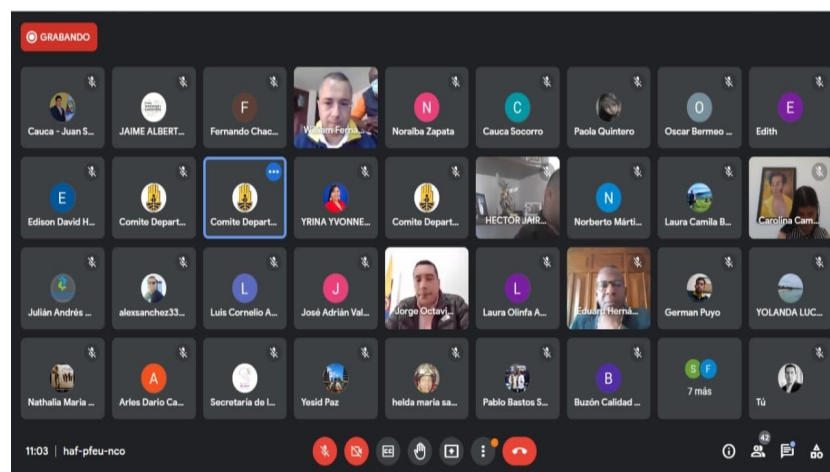 GRABANDO
Cauca - Juan S...
JAIME ALBERT...
F
Fernando Chac...
William Ferna...
N
Noralba Zapata
C
Cauca Socorro
Paola Quintero
O
Oscar Bermeo ...
E
Edith
E
Edison David H...
Comite Depart...
Comite Depart...
YRINA YVONNE...
Comite Depart...
HECTOR JAIR...
N
Norberto Márti...
Laura Camila B...
Carolina Cam...
Julián Andrés ...
alexsanchez33...
L
Luis Cornelio A...
J
José Adrián Val...
Jorge Octavi...
L
Laura Olinfa A...
Eduard Herná...
German Puyo
YOLANDA LUC...
Nathalia Maria ...
A
Arles Dario Ca...
Secretaria de l...
Yesid Paz
helda maria sa...
Pablo Bastos S...
B
Buzón Calidad ...
S F
7 más
Tú
11:03 | haf-pfeu-nco
CC
42